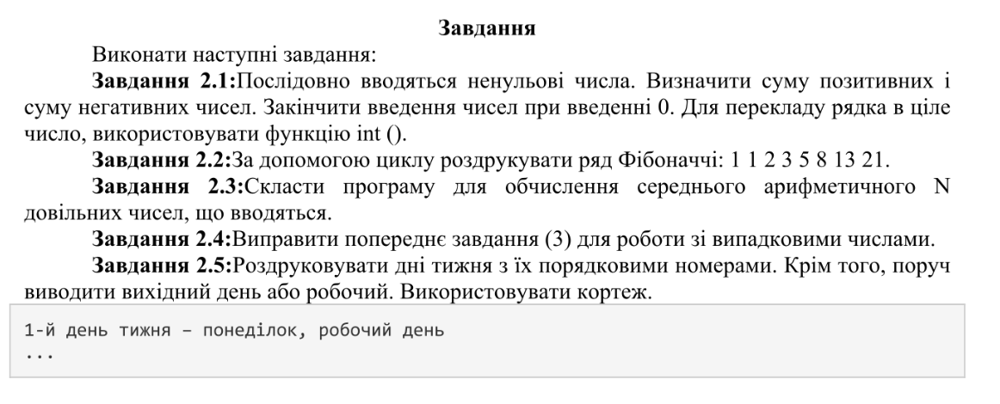 Завдання
Виконати наступні завдання:
Завдання 2.1:Послідовно вводяться ненульові числа. Визначити суму позитивних і
суму негативних чисел. Закінчити введення чисел при введенні 0. Для перекладу рядка в ціле
число, використовувати функцію int ().
Завдання 2.2:За допомогою циклу роздрукувати ряд Фібоначчі: 1 1 2 3 5 8 13 21.
Завдання 2.3:Скласти програму для обчислення середнього арифметичного N
довільних чисел, що вводяться.
Завдання 2.4:Виправити попереднє завдання (3) для роботи зі випадковими числами.
Завдання 2.5:Роздруковувати дні тижня з їх порядковими номерами. Крім того, поруч
виводити вихідний день або робочий. Використовувати кортеж.
1-й день тижня – понеділок, робочий день
...